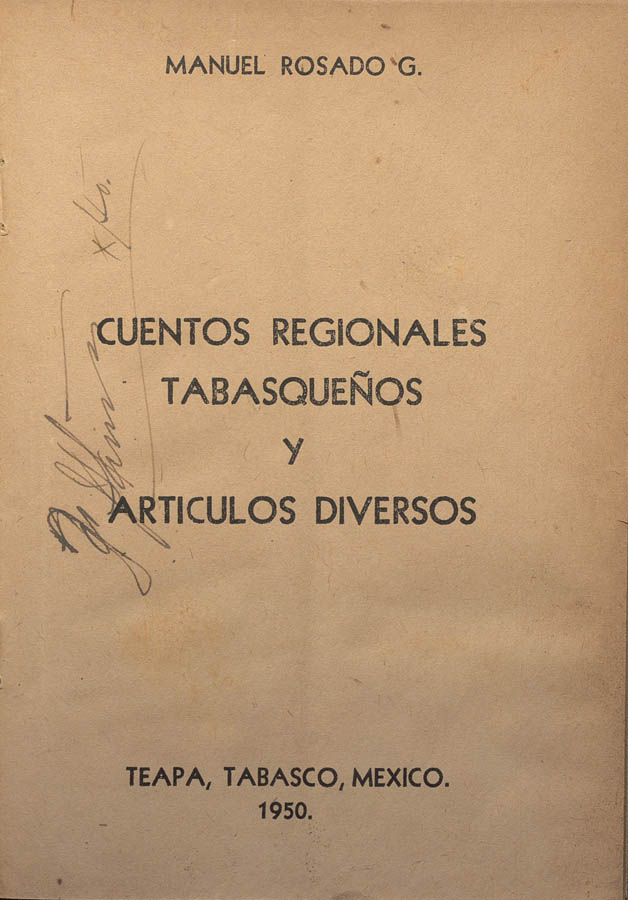 MANUEL ROSADO G.
CUENTOS REGIONALES
TABASQUEÑOS
Y
ARTICULOS DIVERSOS
TEAPA, TABASCO, MEXICO.
1950.